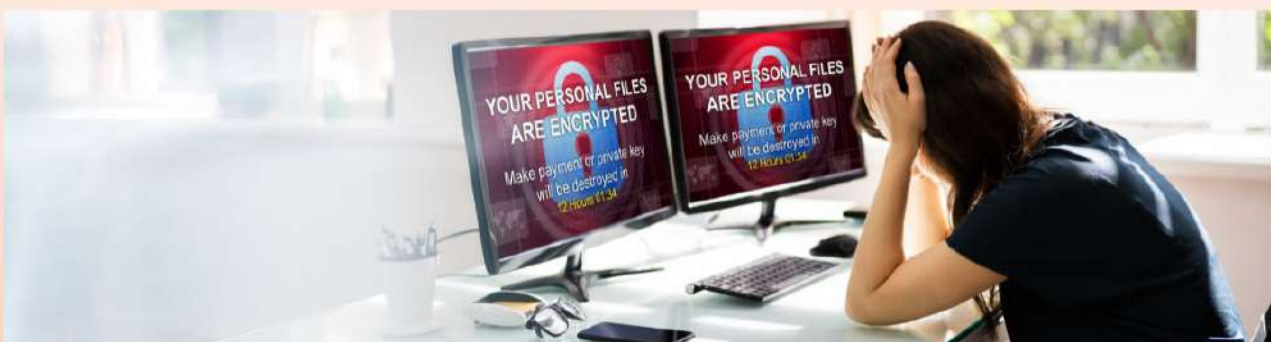 YOUR PERSONAL FILES
ARE ENCRYPTED
Make payment or private key
will be destroyed in
12 Hours 01:34
YOUR PERSONAL FILES
ARE ENCRYPTED
Make payment or private key
will be destroyed in
12 Hours 01:34